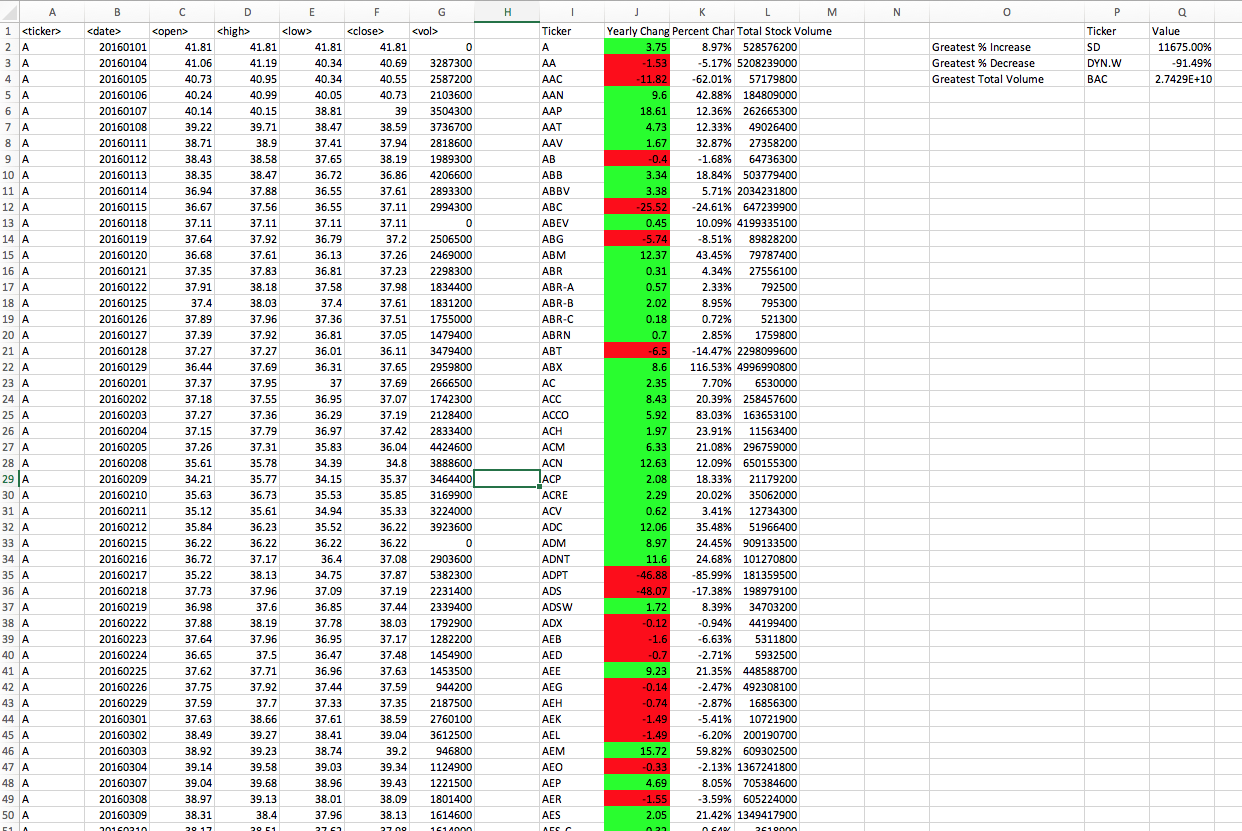 A B C D E F G H I J K L M N O P Q
1 <ticker> <date> <open> <high> <low> <close> <vol> Ticker Yearly Chang Percent Char Total Stock Volume Ticker Value
2 A 20160101 41.81 41.81 41.81 41.81 0 A 3.75 8.97% 528576200 Greatest % Increase SD 11675.00%
3 A 20160104 41.06 41.19 40.34 40.69 3287300 AA -1.53 -5.17% 5208239000 Greatest % Decrease DYN.W -91.49%
4 A 20160105 40.73 40.95 40.34 40.55 2587200 AAC -11.82 -62.01% 57179800 Greatest Total Volume BAC 2.7429E+10
5 A 20160106 40.24 40.99 40.05 40.73 2103600 AAN 9.6 42.88% 184809000
6 A 20160107 40.14 40.15 38.81 39 3504300 AAP 18.61 12.36% 262665300
7 A 20160108 39.22 39.71 38.47 38.59 3736700 AAT 4.73 12.33% 49026400
8 A 20160111 38.71 38.9 37.41 37.94 2818600 AAV 1.67 32.87% 27358200
9 A 20160112 38.43 38.58 37.65 38.19 1989300 AB -0.4 -1.68% 64736300
10 A 20160113 38.35 38.47 36.72 36.86 4206600 ABB 3.34 18.84% 503779400
11 A 20160114 36.94 37.88 36.55 37.61 2893300 ABBV 3.38 5.71% 2034231800
12 A 20160115 36.67 37.56 36.55 37.11 2994300 ABC -25.52 -24.61% 647239900
13 A 20160118 37.11 37.11 37.11 37.11 0 ABEV 0.45 10.09% 4199335100
14 A 20160119 37.64 37.92 36.79 37.2 2506500 ABG -5.74 -8.51% 89828200
15 A 20160120 36.68 37.61 36.13 37.26 2469000 ABM 12.37 43.45% 79787400
16 A 20160121 37.35 37.83 36.81 37.23 2298300 ABR 0.31 4.34% 27556100
17 A 20160122 37.91 38.18 37.58 37.98 1834400 ABR-A 0.57 2.33% 792500
18 A 20160125 37.4 38.03 37.4 37.61 1831200 ABR-B 2.02 8.95% 795300
19 A 20160126 37.89 37.96 37.36 37.51 1755000 ABR-C 0.18 0.72% 521300
20 A 20160127 37.39 37.92 36.81 37.05 1479400 ABRN 0.7 2.85% 1759800
21 A 20160128 37.27 37.27 36.01 36.11 3479400 ABT -6.5 -14.47% 2298099600
22 A 20160129 36.44 37.69 36.31 37.65 2959800 ABX 8.6 116.53% 4996990800
23 A 20160201 37.37 37.95 37 37.69 2666500 AC 2.35 7.70% 6530000
24 A 20160202 37.18 37.55 36.95 37.07 1742300 ACC 8.43 20.39% 258457600
25 A 20160203 37.27 37.36 36.29 37.19 2128400 ACCO 5.92 83.03% 163653100
26 A 20160204 37.15 37.79 36.97 37.42 2833400 ACH 1.97 23.91% 11563400
27 A 20160205 37.26 37.31 35.83 36.04 4424600 ACM 6.33 21.08% 296759000
28 A 20160208 35.61 35.78 34.39 34.8 3888600 ACN 12.63 12.09% 650155300
29 A 20160209 34.21 35.77 34.15 35.37 3464400 ACP 2.08 18.33% 21179200
30 A 20160210 35.63 36.73 35.53 35.85 3169900 ACRE 2.29 20.02% 35062000
31 A 20160211 35.12 35.61 34.94 35.33 3224000 ACV 0.62 3.41% 12734300
32 A 20160212 35.84 36.23 35.52 36.22 3923600 ADC 12.06 35.48% 51966400
33 A 20160215 36.22 36.22 36.22 36.22 0 ADM 8.97 24.45% 909133500
34 A 20160216 36.72 37.17 36.4 37.08 2903600 ADNT 11.6 24.68% 101270800
35 A 20160217 35.22 38.13 34.75 37.87 5382300 ADPT -46.88 -85.99% 181359500
36 A 20160218 37.73 37.96 37.09 37.19 2231400 ADS -48.07 -17.38% 198979100
37 A 20160219 36.98 37.6 36.85 37.44 2339400 ADSW 1.72 8.39% 34703200
38 A 20160222 37.88 38.19 37.78 38.03 1792900 ADX -0.12 -0.94% 44199400
39 A 20160223 37.64 37.96 36.95 37.17 1282200 AEB -1.6 -6.63% 5311800
40 A 20160224 36.65 37.5 36.47 37.48 1454900 AED -0.7 -2.71% 5932500
41 A 20160225 37.62 37.71 36.96 37.63 1453500 AEE 9.23 21.35% 448588700
42 A 20160226 37.75 37.92 37.44 37.59 944200 AEG -0.14 -2.47% 492308100
43 A 20160229 37.59 37.7 37.33 37.35 2187500 AEH -0.74 -2.87% 16856300
44 A 20160301 37.63 38.66 37.61 38.59 2760100 AEK -1.49 -5.41% 10721900
45 A 20160302 38.49 39.27 38.41 39.04 3612500 AEL -1.49 -6.20% 200190700
46 A 20160303 38.92 39.23 38.74 39.2 946800 AEM 15.72 59.82% 609302500
47 A 20160304 39.14 39.58 39.03 39.34 1124900 AEO -0.33 -2.13% 1367241800
48 A 20160307 39.04 39.68 38.96 39.43 1221500 AEP 4.69 8.05% 705384600
49 A 20160308 38.97 39.13 38.01 38.09 1801400 AER -1.55 -3.59% 605224000
50 A 20160309 38.31 38.4 37.96 38.13 1614600 AES 2.05 21.42% 1349417900